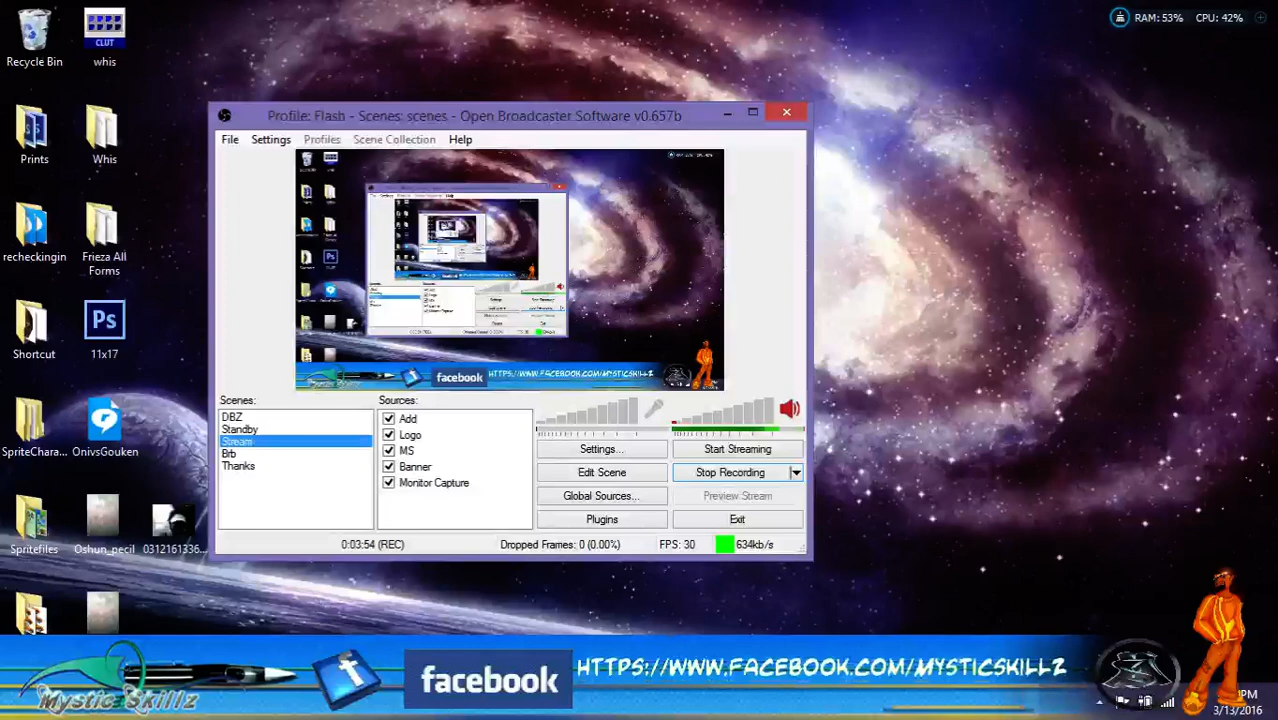 RAM: 53% CPU: 42%
Recycle Bin
CLUT
whis
Prints
Whis
recheckingin
Frieza All
Forms
Shortcut
Ps
11x17
SpriteChara...
OnivsGouken
Spritefiles
Oshun_pecil
0312161336...
Profile: Flash - Scenes: scenes - Open Broadcaster Software v0.657b
File Settings Profiles Scene Collection Help
facebook HTTPS://WWW.FACEBOOK.COM/MYSTICSKILLZ
Scenes:
DBZ
Standby
Stream
Brb
Thanks
Sources:
Add
Logo
MS
Banner
Monitor Capture
Settings...
Start Streaming
Edit Scene
Stop Recording
Global Sources...
Preview Stream
Plugins
Exit
0:03:54 (REC)
Dropped Frames: 0 (0.00%)
FPS: 30
634kb/s
Mystic Skillz
facebook
HTTPS://WWW.FACEBOOK.COM/MYSTICSKILLZ
PM
3/13/2016